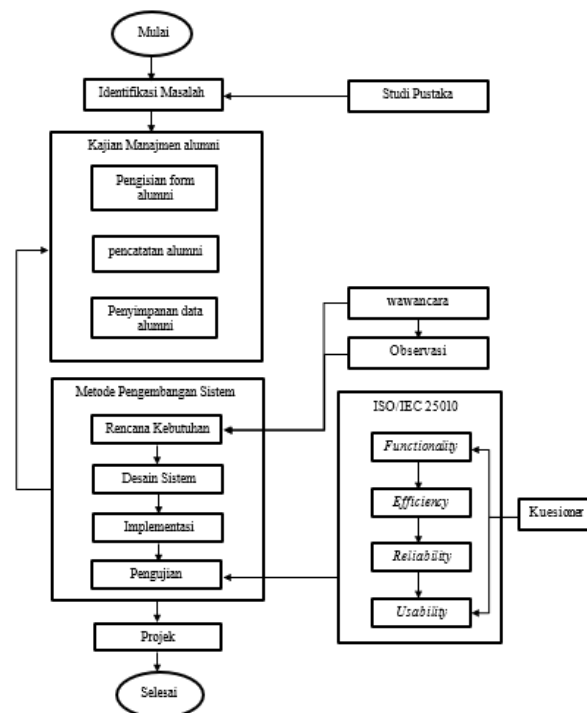 Mulai
Identifikasi Masalah
Studi Pustaka
Kajian Manajmen alumni
Pengisian form
alumni
pencatatan alumni
Penyimpanan data
alumni
wawancara
Observasi
Metode Pengembangan Sistem
Rencana Kebutuhan
Desain Sistem
Implementasi
Pengujian
ISO/IEC 25010
Functionality
Efficiency
Reliability
Usability
Kuesioner
Projek
Selesai